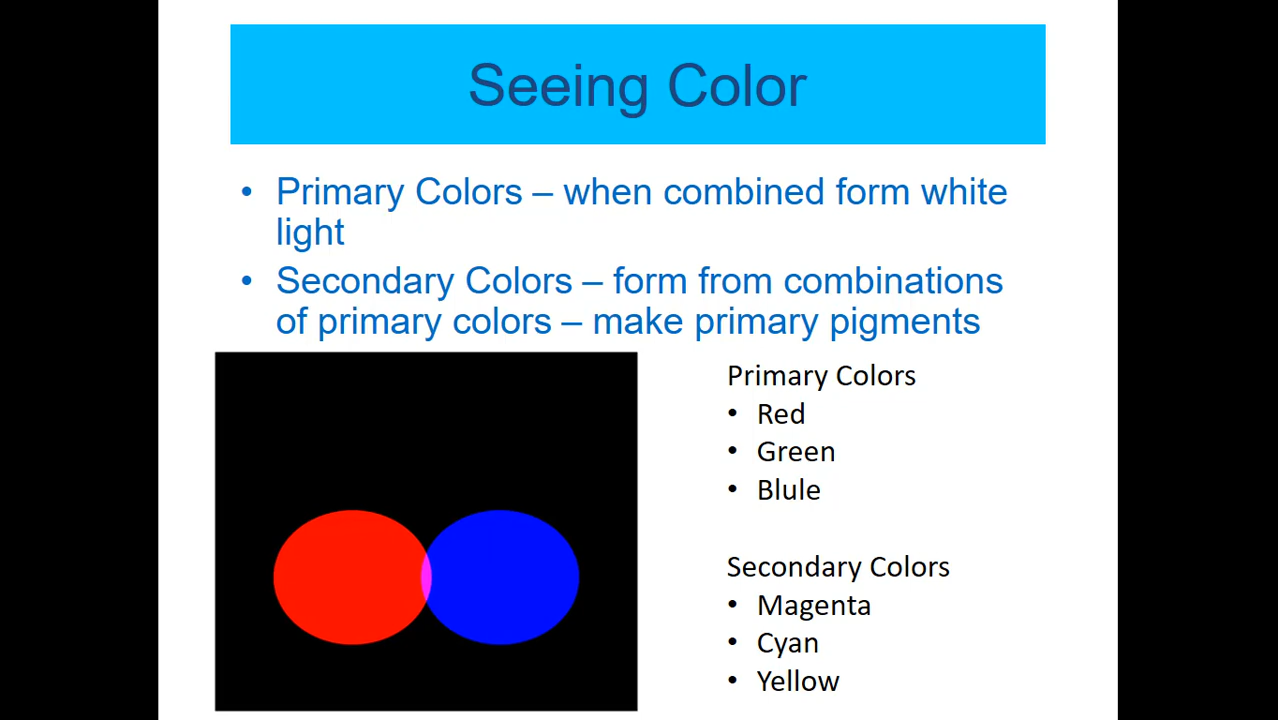 Seeing Color
• Primary Colors – when combined form white
light
• Secondary Colors – form from combinations
of primary colors – make primary pigments
Primary Colors
• Red
• Green
• Blule
Secondary Colors
• Magenta
• Cyan
• Yellow